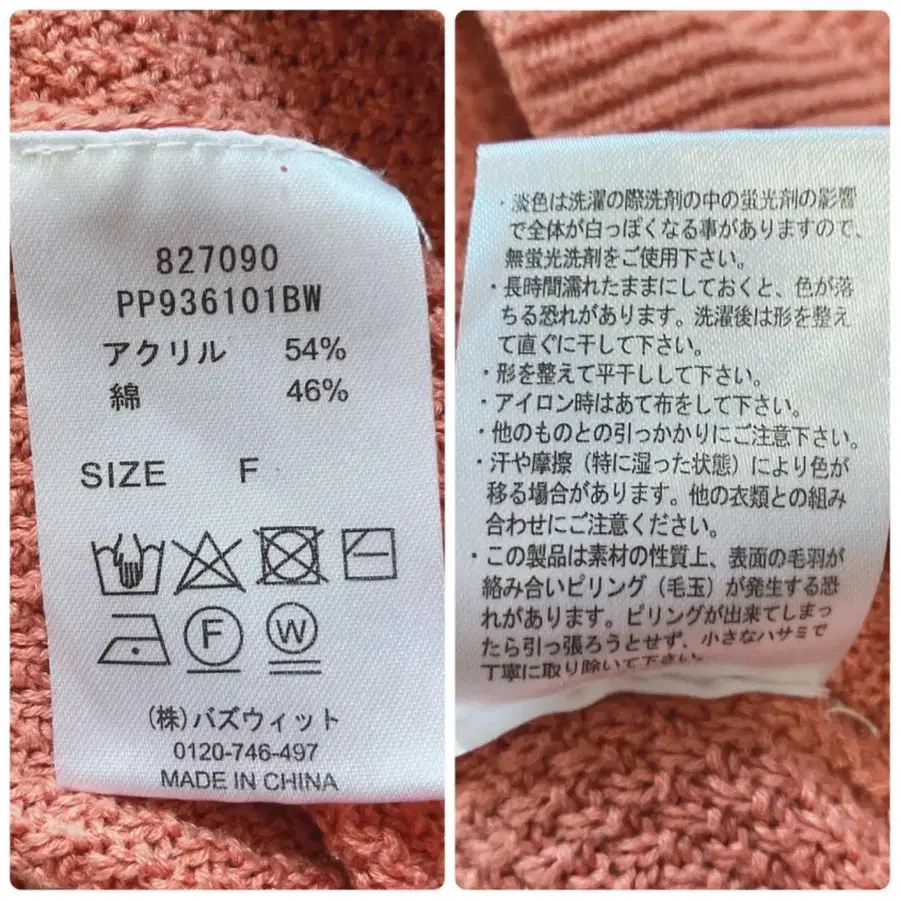 827090
PP936101BW
アクリル 54%
綿 46%
SIZE F
F W
(株)バズウィット
0120-746-497
MADE IN CHINA
・淡色は洗濯の際洗剤の中の蛍光剤の影響
で全体が白っぽくなる事がありますので、
無蛍光洗剤をご使用下さい。
・長時間濡れたままにしておくと、色が落
ちる恐れがあります。洗濯後は形を整え
て直ぐに干して下さい。
・形を整えて平干しして下さい。
・アイロン時はあて布をして下さい。
・他のものとの引っかかりにご注意下さい。
・汗や摩擦（特に湿った状態）により色が
移る場合があります。他の衣類との組み
合わせにご注意ください。
・この製品は素材の性質上、表面の毛羽が
絡み合いピリング（毛玉）が発生する恐
れがあります。ピリングが出来てしまっ
たら引っ張ろうとせず、小さなハサミで
丁寧に取り除いて下さい。